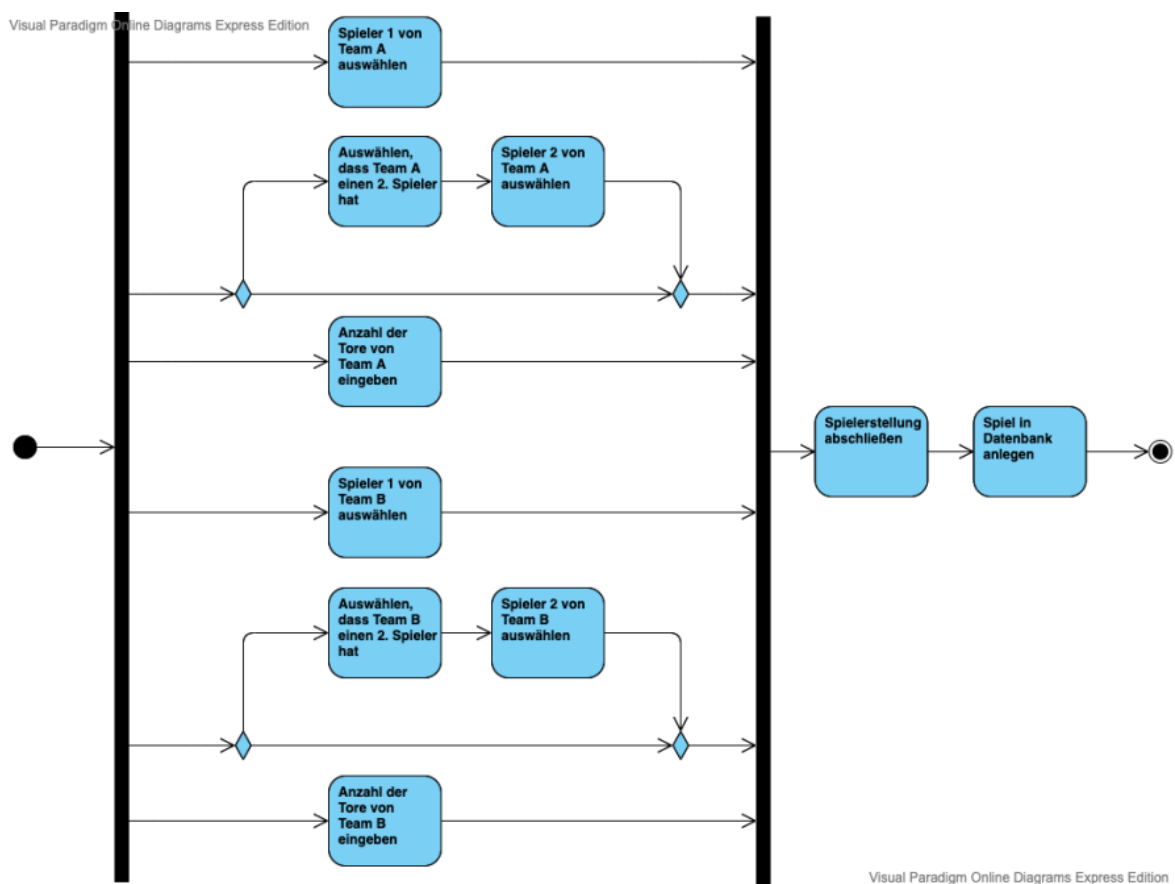 Visual Paradigm Online Diagrams Express Edition
Spieler 1 von
Team A
auswählen
Auswählen,
dass Team A
einen 2. Spieler
hat
Spieler 2 von
Team A
auswählen
Anzahl der
Tore von
Team A
eingeben
Spielerstellung
abschließen
Spiel in
Datenbank
anlegen
Spieler 1 von
Team B
auswählen
Auswählen,
dass Team B
einen 2. Spieler
hat
Spieler 2 von
Team B
auswählen
Anzahl der
Tore von
Team B
eingeben
Visual Paradigm Online Diagrams Express Edition